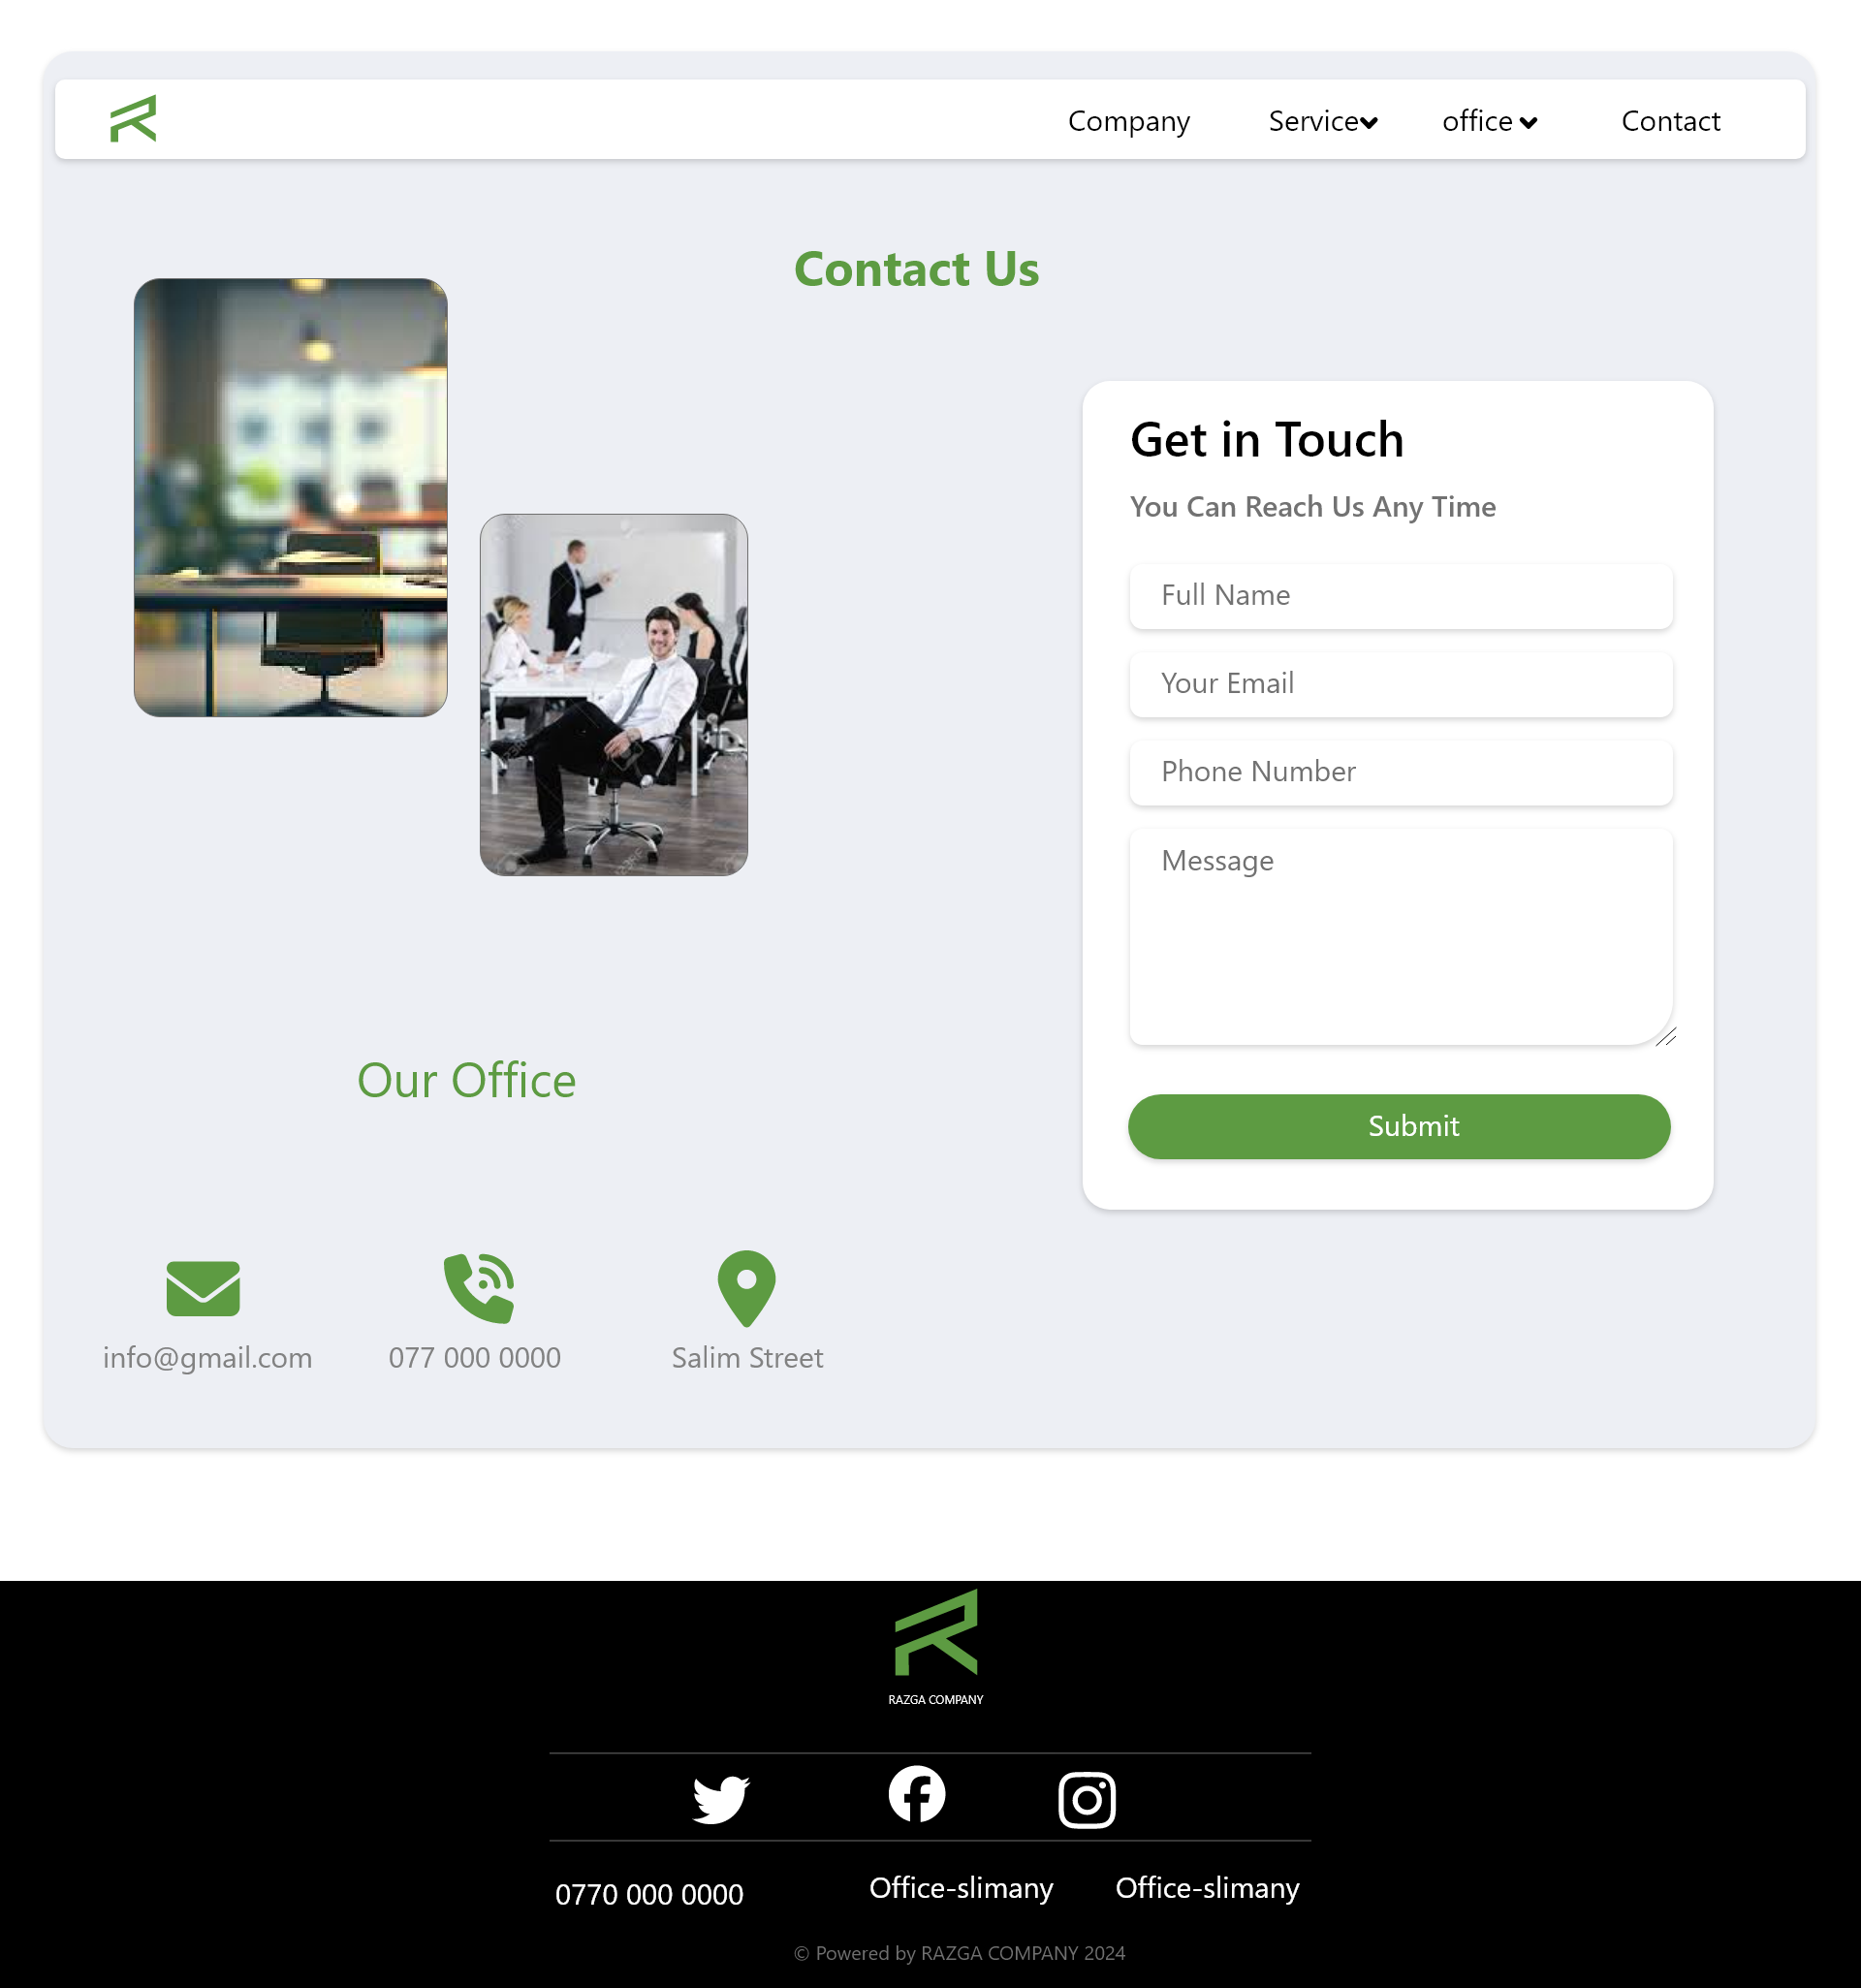 Company Service office Contact
Contact Us
Get in Touch
You Can Reach Us Any Time
Full Name
Your Email
Phone Number
Message
Submit
Our Office
info@gmail.com 077 000 0000 Salim Street
RAZGA COMPANY
0770 000 0000 Office-slimany Office-slimany
© Powered by RAZGA COMPANY 2024